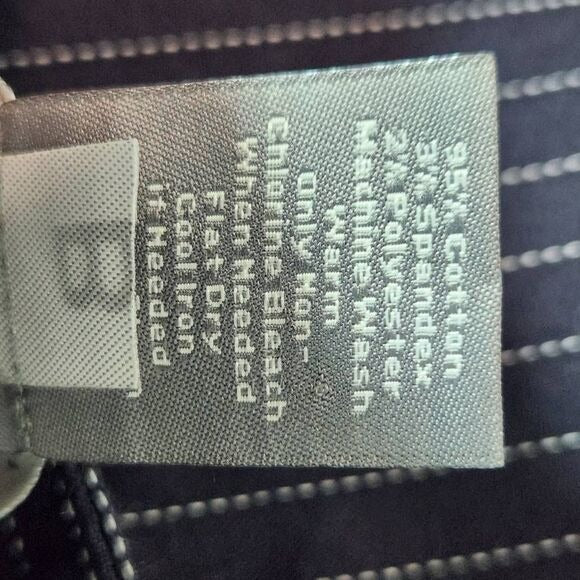 95% Cotton
3% Spandex
2% Polyester
Machine Wash
Warm
Only Non-
Chlorine Bleach
When Needed
Flat Dry
Cool Iron
if Needed